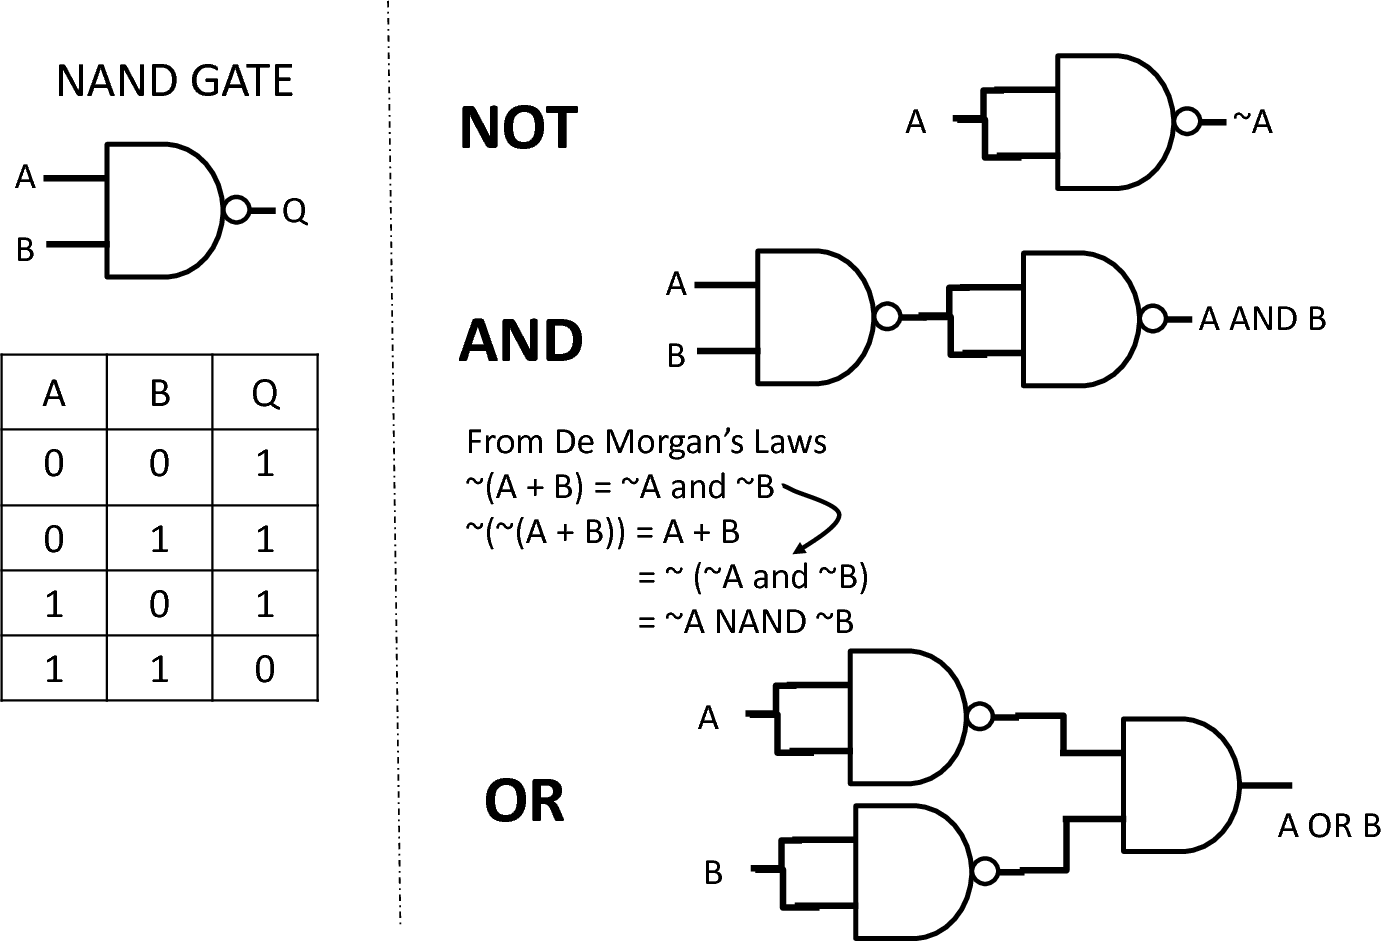 NAND GATE
A
B
Q
A B Q
0 0 1
0 1 1
1 0 1
1 1 0
NOT
A
~A
AND
A
B
A AND B
From De Morgan’s Laws
~(A + B) = ~A and ~B
~(~(A + B)) = A + B
= ~ (~A and ~B)
= ~A NAND ~B
OR
A
B
A OR B